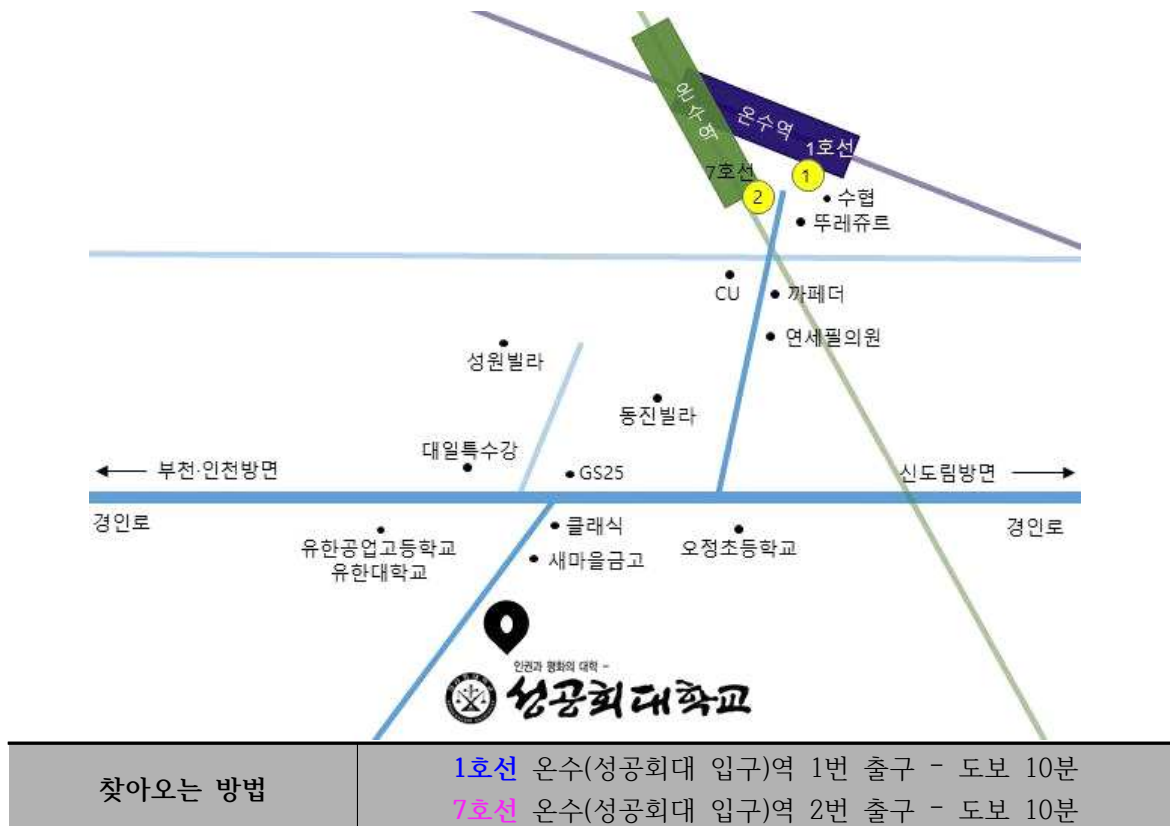 온수역
온수역
1호선
7호선
1
2
수협
뚜레쥬르
CU
까페더
연세필의원
성원빌라
동진빌라
대일특수강
GS25
부천·인천방면
신도림방면
경인로
경인로
클래식
유한공업고등학교
유한대학교
새마을금고
오정초등학교
인권과 평화의 대학 -
성공회대학교
찾아오는 방법
1호선 온수(성공회대 입구)역 1번 출구 - 도보 10분
7호선 온수(성공회대 입구)역 2번 출구 - 도보 10분